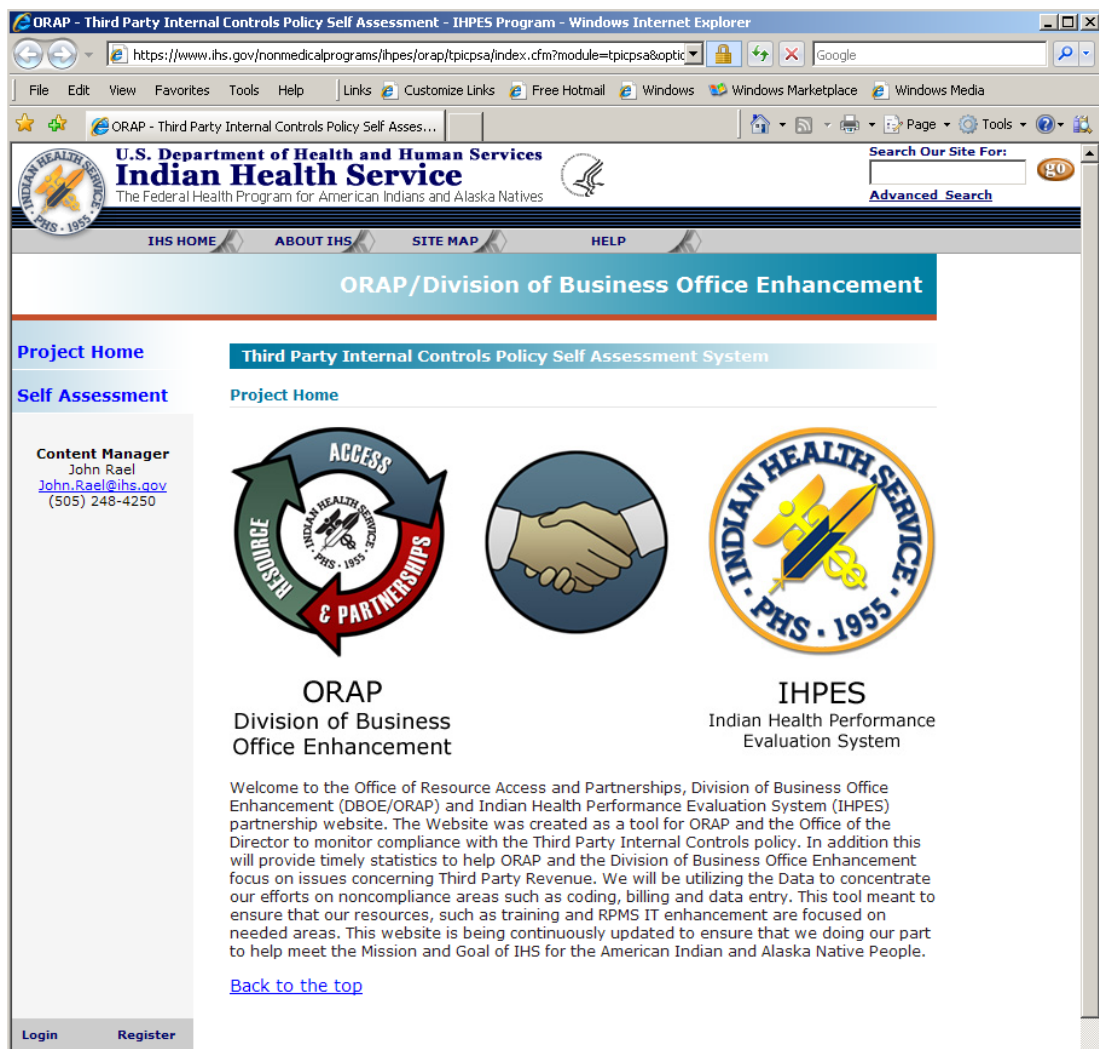 ORAP - Third Party Internal Controls Policy Self Assessment - IHPES Program - Windows Internet Explorer
https://www.ihs.gov/nonmedicalprograms/ihpes/orap/tpicpsa/index.cfm?module=tpicpsa&optic
Google
File Edit View Favorites Tools Help Links Customize Links Free Hotmail Windows Windows Marketplace Windows Media
ORAP - Third Party Internal Controls Policy Self Asses...
Page Tools
INDIAN HEALTH SERVICE
PHS · 1955
U.S. Department of Health and Human Services
Indian Health Service
The Federal Health Program for American Indians and Alaska Natives
Search Our Site For:
go
Advanced Search
IHS HOME ABOUT IHS SITE MAP HELP
ORAP/Division of Business Office Enhancement
Project Home
Self Assessment
Content Manager
John Rael
John.Rael@ihs.gov
(505) 248-4250
Third Party Internal Controls Policy Self Assessment System
Project Home
RESOURCE
ACCESS
& PARTNERSHIPS
INDIAN HEALTH SERVICE
PHS · 1955
INDIAN HEALTH SERVICE
· PHS · 1955 ·
ORAP
Division of Business
Office Enhancement
IHPES
Indian Health Performance
Evaluation System
Welcome to the Office of Resource Access and Partnerships, Division of Business Office
Enhancement (DBOE/ORAP) and Indian Health Performance Evaluation System (IHPES)
partnership website. The Website was created as a tool for ORAP and the Office of the
Director to monitor compliance with the Third Party Internal Controls policy. In addition this
will provide timely statistics to help ORAP and the Division of Business Office Enhancement
focus on issues concerning Third Party Revenue. We will be utilizing the Data to concentrate
our efforts on noncompliance areas such as coding, billing and data entry. This tool meant to
ensure that our resources, such as training and RPMS IT enhancement are focused on
needed areas. This website is being continuously updated to ensure that we doing our part
to help meet the Mission and Goal of IHS for the American Indian and Alaska Native People.
Back to the top
Login Register